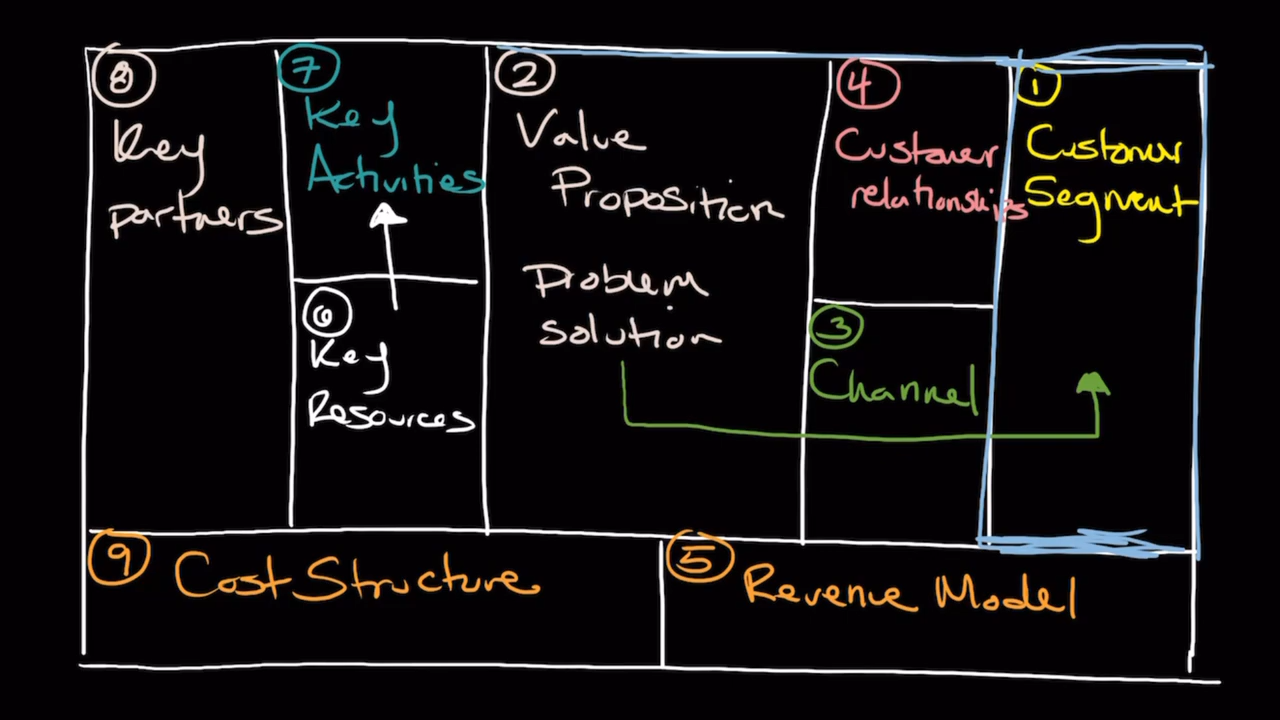 8
Key
partners
7
Key
Activities
6
Key
Resources
2
Value
Proposition
Problem
solution
4
Customer
relationships
3
Channel
1
Customer
Segment
9
Cost Structure
5
Revenue Model